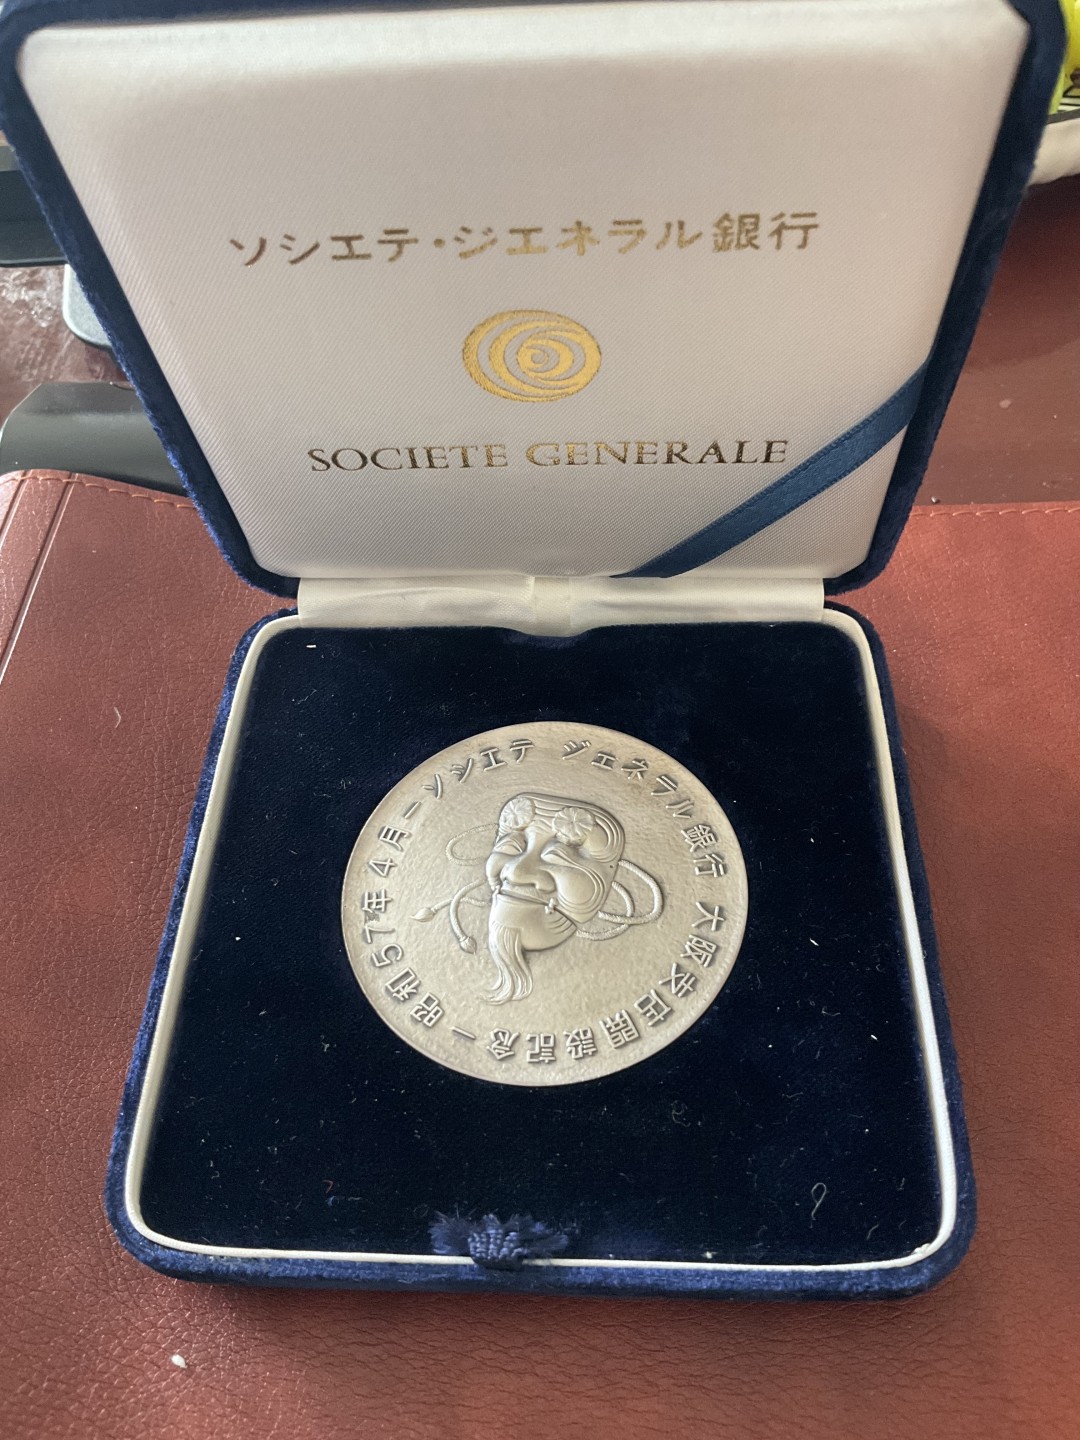 ソシエテ・ジエネラル銀行
SOCIETE GENERALE
ソシエテ ジェネラル銀行 大阪支店開設記念ー昭和57年4月ー